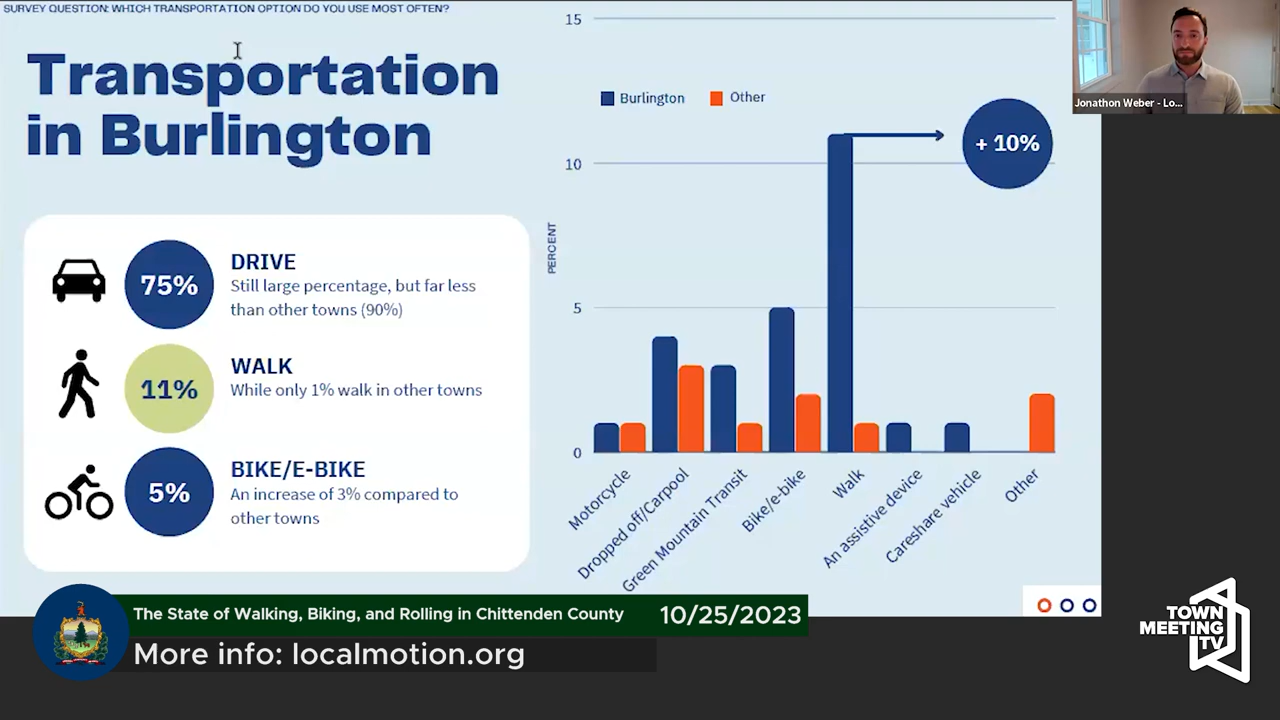 SURVEY QUESTION: WHICH TRANSPORTATION OPTION DO YOU USE MOST OFTEN?
Transportation
in Burlington
75%
DRIVE
Still large percentage, but far less
than other towns (90%)
11%
WALK
While only 1% walk in other towns
5%
BIKE/E-BIKE
An increase of 3% compared to
other towns
15
10
5
0
PERCENT
Burlington
Other
+ 10%
Motorcycle
Dropped off/Carpool
Green Mountain Transit
Bike/e-bike
Walk
An assistive device
Careshare vehicle
Other
Jonathon Weber - Lo...
The State of Walking, Biking, and Rolling in Chittenden County
10/25/2023
More info: localmotion.org
TOWN
MEETING
TV